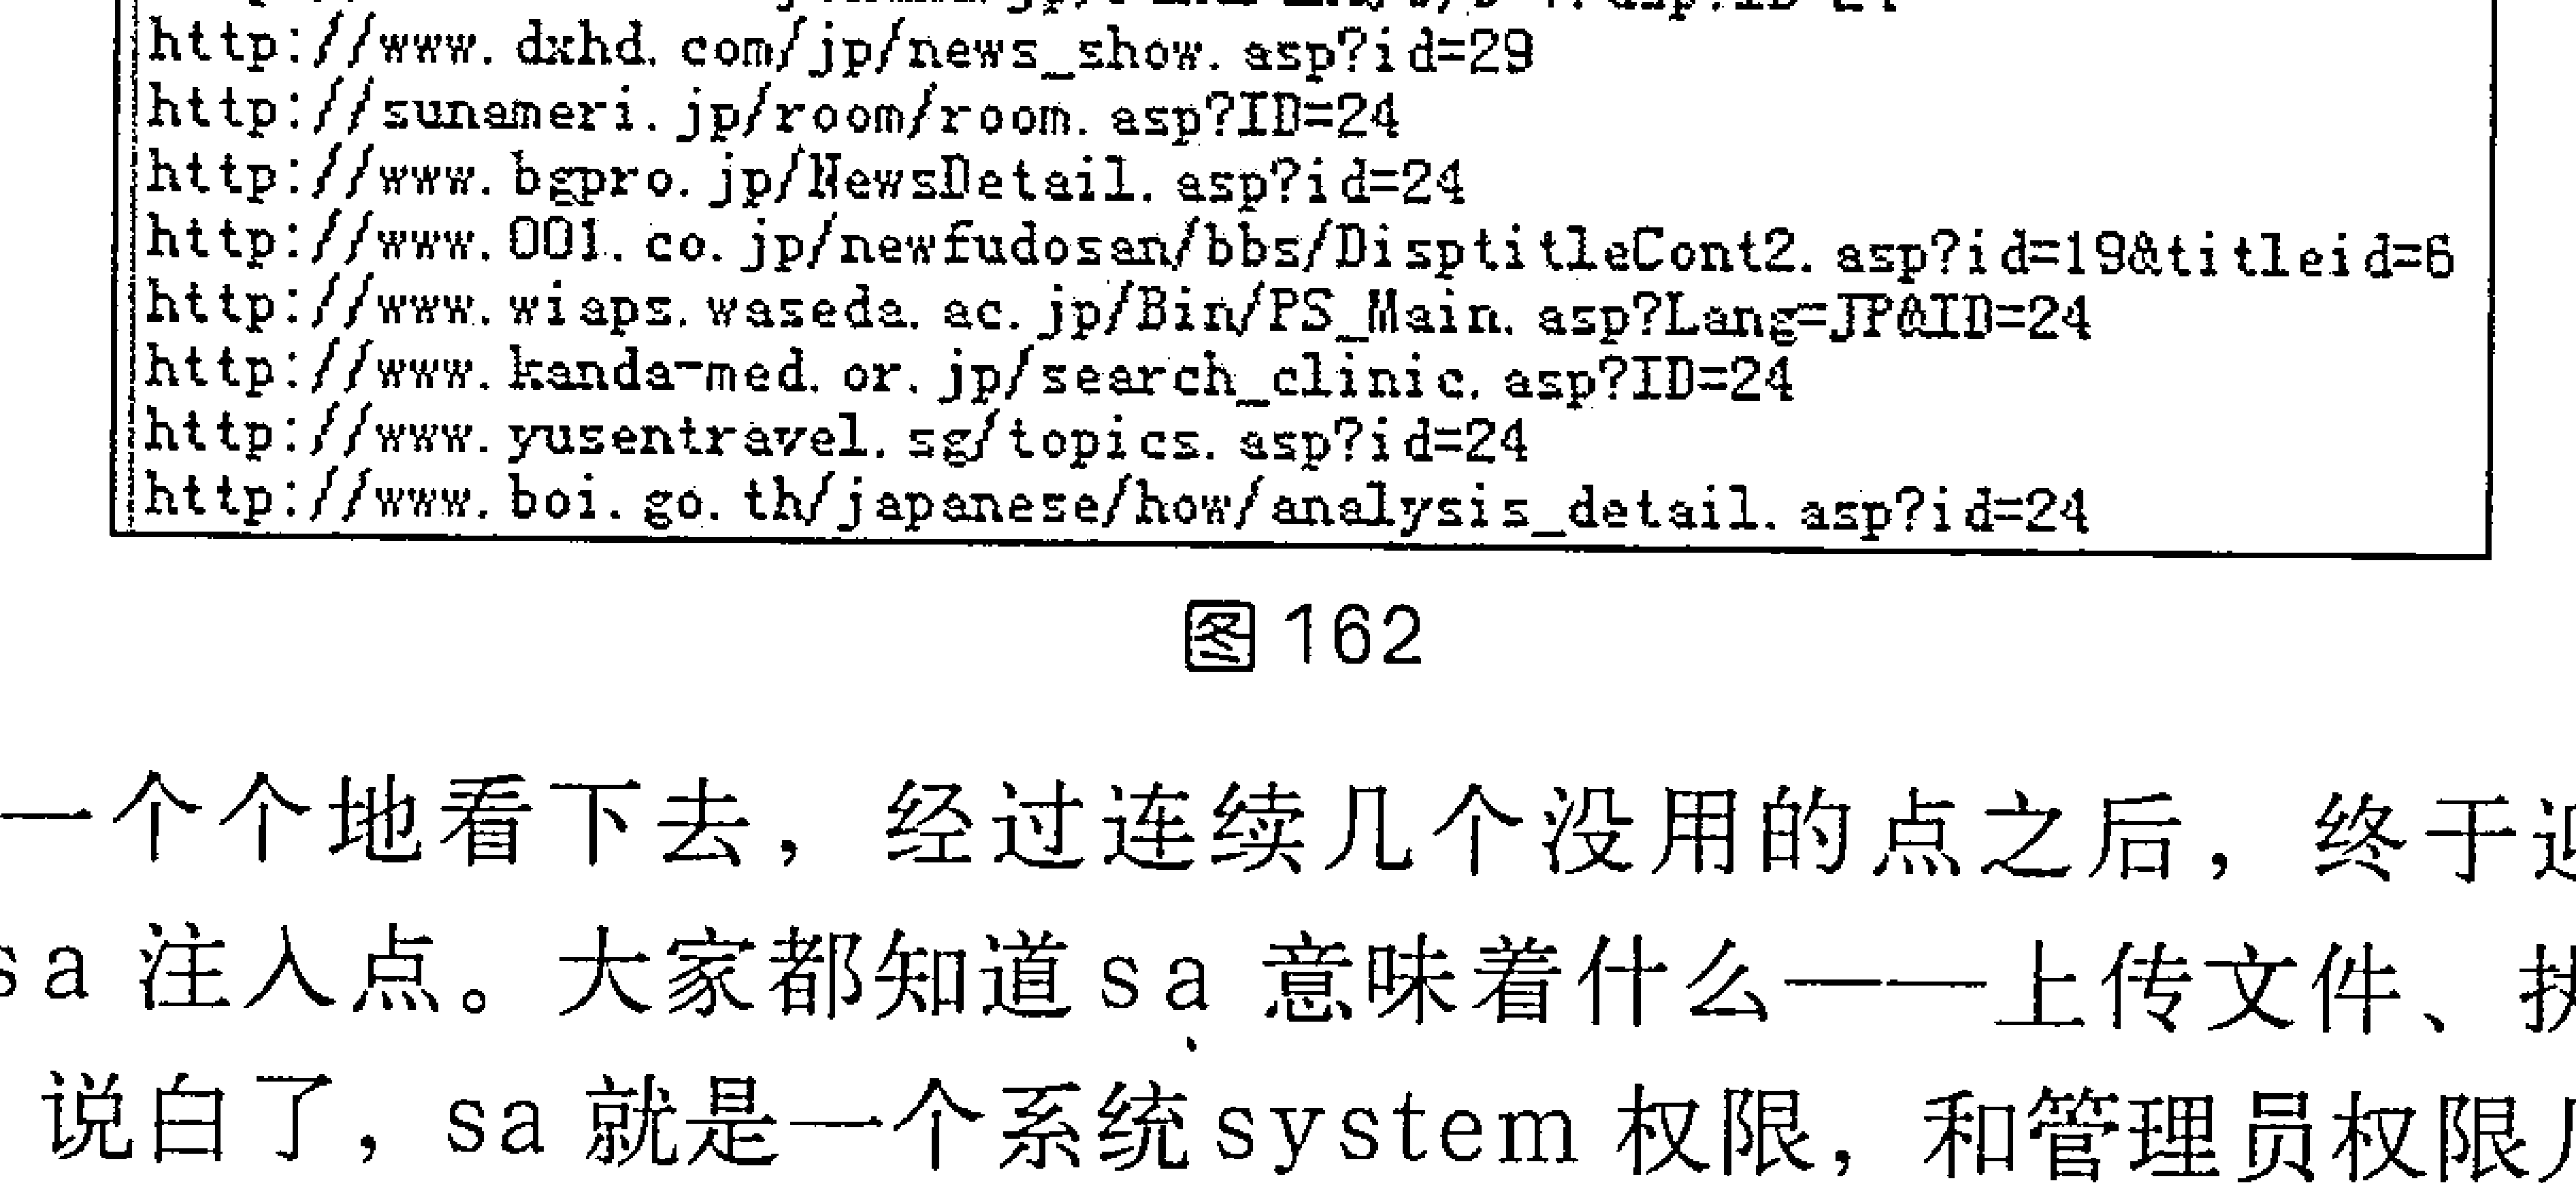 http://www.dxhd.com/jp/news_show.asp?id=29
http://sunameri.jp/room/room.asp?ID=24
http://www.bgpro.jp/NewsDetail.asp?id=24
http://www.001.co.jp/newfudosan/bbs/DisptitleCont2.asp?id=19&titleid=6
http://www.wiaps.waseda.ac.jp/Bin/PS_Main.asp?Lang=JP&ID=24
http://www.kanda-med.or.jp/search_clinic.asp?ID=24
http://www.yusentravel.sg/topics.asp?id=24
http://www.boi.go.th/japanese/how/analysis_detail.asp?id=24
图 162
一个个地看下去，经过连续几个没用的点之后，终于
sa 注入点。大家都知道 sa 意味着什么——上传文件、
说白了，sa 就是一个系统 system 权限，和管理员权限